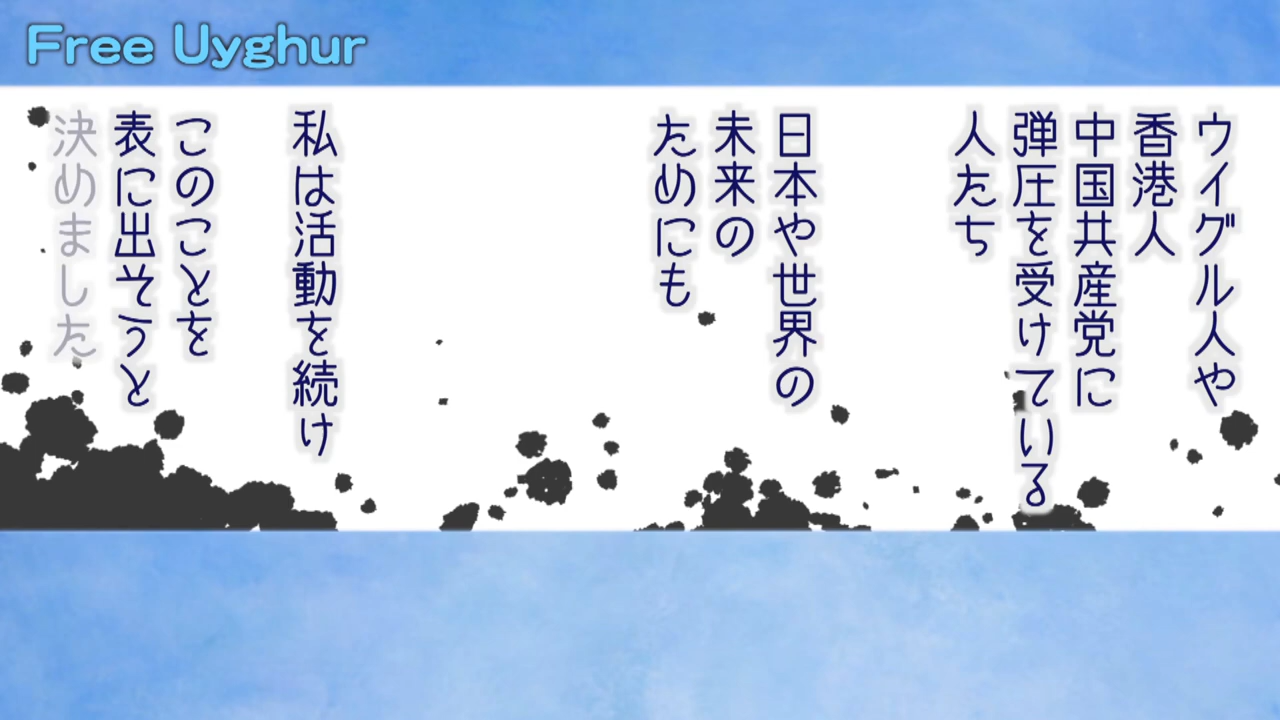 Free Uyghur
ウイグル人や
香港人
中国共産党に
弾圧を受けている
人たち
日本や世界の
未来の
ためにも
私は活動を続け
このことを
表に出そうと
決めました